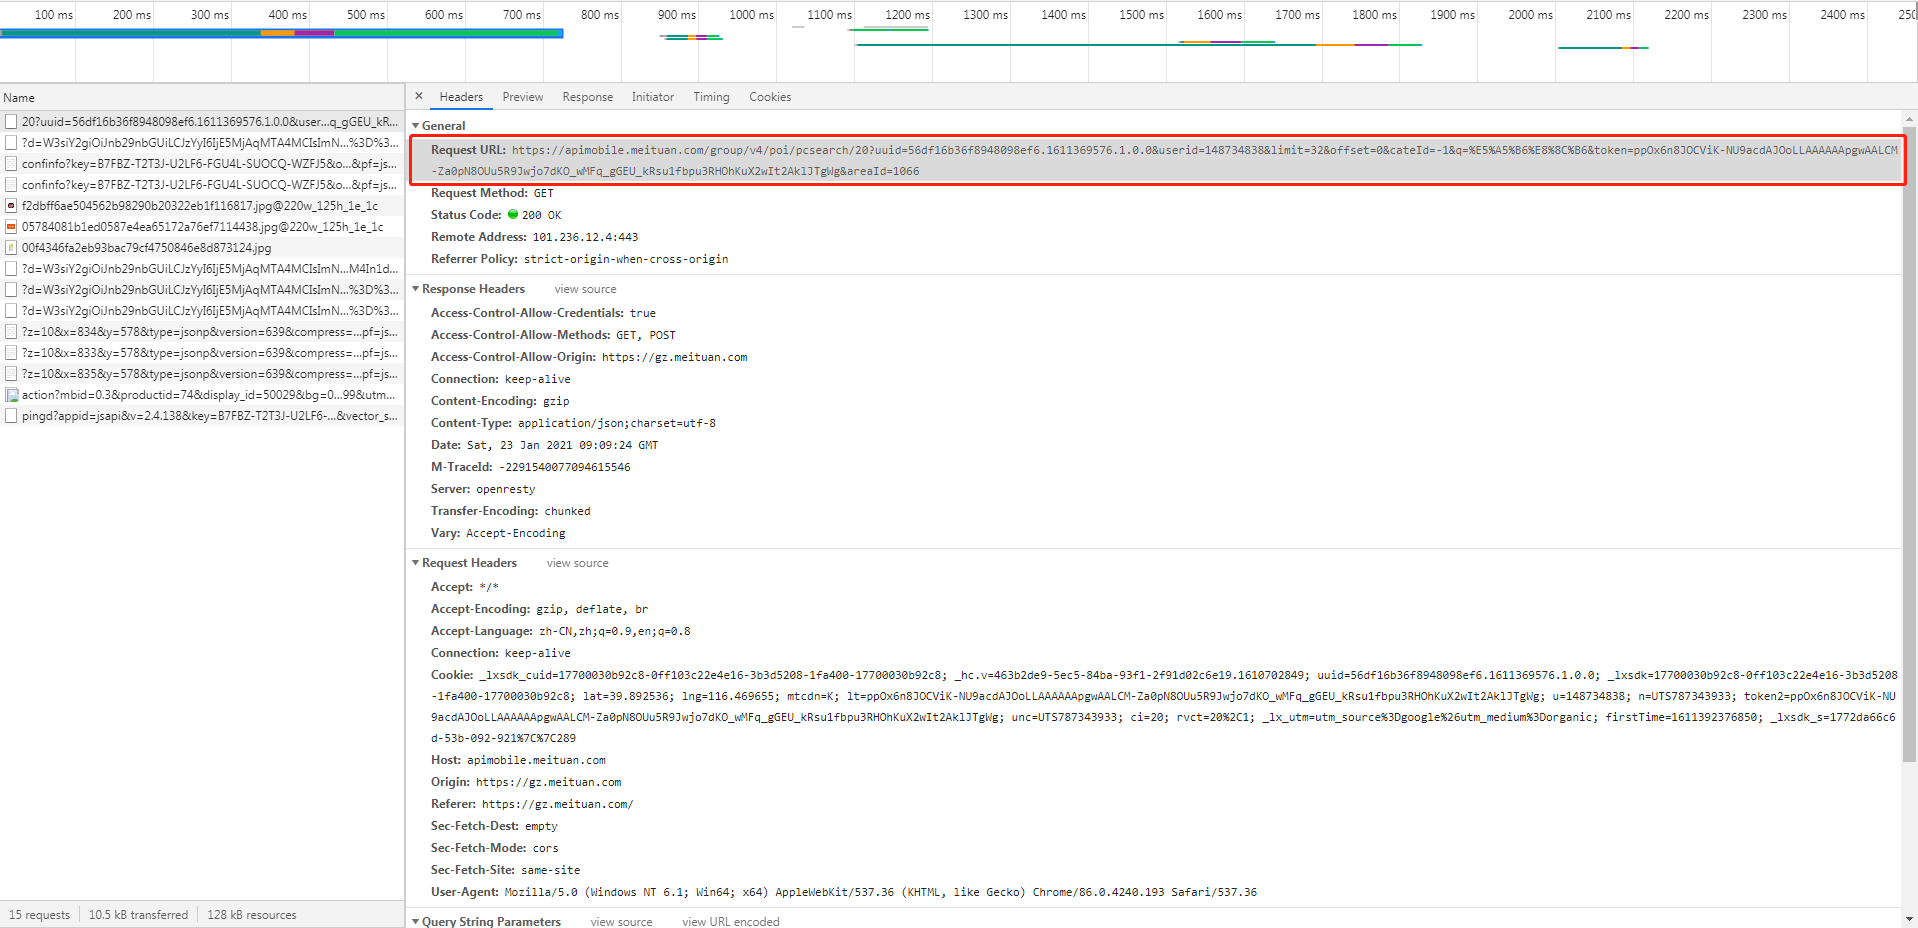 100 ms 200 ms 300 ms 400 ms 500 ms 600 ms 700 ms 800 ms 900 ms 1000 ms 1100 ms 1200 ms 1300 ms 1400 ms 1500 ms 1600 ms 1700 ms 1800 ms 1900 ms 2000 ms 2100 ms 2200 ms 2300 ms 2400 ms 250
Name
20?uuid=56df16b36f8948098ef6.1611369576.1.0.0&user...q_gGEU_kR...
?d=W3siY2giOiJnb29nbGUiLCJzYyI6IjE5MjAqMTA4MCIsImN...%3D%3...
confinfo?key=B7FBZ-T2T3J-U2LF6-FGU4L-SUOCQ-WZFJ5&o...&pf=js...
confinfo?key=B7FBZ-T2T3J-U2LF6-FGU4L-SUOCQ-WZFJ5&o...&pf=js...
f2dbff6ae504562b98290b20322eb1f116817.jpg@220w_125h_1e_1c
05784081b1ed0587e4ea65172a76ef7114438.jpg@220w_125h_1e_1c
00f4346fa2eb93bac79cf4750846e8d873124.jpg
?d=W3siY2giOiJnb29nbGUiLCJzYyI6IjE5MjAqMTA4MCIsImN...M4In1d...
?d=W3siY2giOiJnb29nbGUiLCJzYyI6IjE5MjAqMTA4MCIsImN...%3D%3...
?d=W3siY2giOiJnb29nbGUiLCJzYyI6IjE5MjAqMTA4MCIsImN...%3D%3...
?z=10&x=834&y=578&type=jsonp&version=639&compress=...pf=js...
?z=10&x=833&y=578&type=jsonp&version=639&compress=...pf=js...
?z=10&x=835&y=578&type=jsonp&version=639&compress=...pf=js...
action?mbid=0.3&productid=74&display_id=50029&bg=0...99&utm...
pingd?appid=jsapi&v=2.4.138&key=B7FBZ-T2T3J-U2LF6-...&vector_s...
15 requests 10.5 kB transferred 128 kB resources
× Headers Preview Response Initiator Timing Cookies
General
Request URL: https://apimobile.meituan.com/group/v4/poi/pcsearch/20?uuid=56df16b36f8948098ef6.1611369576.1.0.0&userid=148734838&limit=32&offset=0&cateId=-1&q=%E5%A5%B6%E8%8C%B6&token=ppOx6n8JOCViK-NU9acdAJOoLLAAAAAApgwAALCM
-Za0pN8OUu5R9Jwjo7dKO_wMFq_gGEU_kRsu1fbpu3RHOhKuX2wIt2AklJTgWg&areaId=1066
Request Method: GET
Status Code: 200 OK
Remote Address: 101.236.12.4:443
Referrer Policy: strict-origin-when-cross-origin
Response Headers view source
Access-Control-Allow-Credentials: true
Access-Control-Allow-Methods: GET, POST
Access-Control-Allow-Origin: https://gz.meituan.com
Connection: keep-alive
Content-Encoding: gzip
Content-Type: application/json;charset=utf-8
Date: Sat, 23 Jan 2021 09:09:24 GMT
M-TraceId: -2291540077094615546
Server: openresty
Transfer-Encoding: chunked
Vary: Accept-Encoding
Request Headers view source
Accept: */*
Accept-Encoding: gzip, deflate, br
Accept-Language: zh-CN,zh;q=0.9,en;q=0.8
Connection: keep-alive
Cookie: _lxsdk_cuid=17700030b92c8-0ff103c22e4e16-3b3d5208-1fa400-17700030b92c8; _hc.v=463b2de9-5ec5-84ba-93f1-2f91d02c6e19.1610702849; uuid=56df16b36f8948098ef6.1611369576.1.0.0; _lxsdk=17700030b92c8-0ff103c22e4e16-3b3d5208
-1fa400-17700030b92c8; lat=39.892536; lng=116.469655; mtcdn=K; lt=ppOx6n8JOCViK-NU9acdAJOoLLAAAAAApgwAALCM-Za0pN8OUu5R9Jwjo7dKO_wMFq_gGEU_kRsu1fbpu3RHOhKuX2wIt2AklJTgWg; u=148734838; n=UTS787343933; token2=ppOx6n8JOCViK-NU
9acdAJOoLLAAAAAApgwAALCM-Za0pN8OUu5R9Jwjo7dKO_wMFq_gGEU_kRsu1fbpu3RHOhKuX2wIt2AklJTgWg; unc=UTS787343933; ci=20; rvct=20%2C1; _lx_utm=utm_source%3Dgoogle%26utm_medium%3Dorganic; firstTime=1611392376850; _lxsdk_s=1772da66c6
d-53b-092-921%7C%7C289
Host: apimobile.meituan.com
Origin: https://gz.meituan.com
Referer: https://gz.meituan.com/
Sec-Fetch-Dest: empty
Sec-Fetch-Mode: cors
Sec-Fetch-Site: same-site
User-Agent: Mozilla/5.0 (Windows NT 6.1; Win64; x64) AppleWebKit/537.36 (KHTML, like Gecko) Chrome/86.0.4240.193 Safari/537.36
Query String Parameters view source view URL encoded